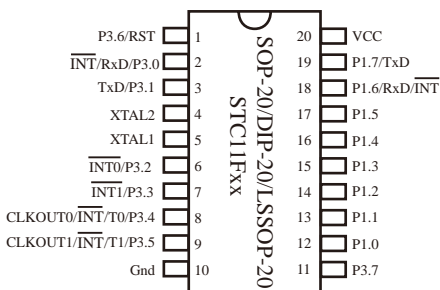 P3.6/RST 1
INT/RxD/P3.0 2
TxD/P3.1 3
XTAL2 4
XTAL1 5
INT0/P3.2 6
INT1/P3.3 7
CLKOUT0/INT/T0/P3.4 8
CLKOUT1/INT/T1/P3.5 9
Gnd 10
SOP-20/DIP-20/LSSOP-20
STC11Fxx
20 VCC
19 P1.7/TxD
18 P1.6/RxD/INT
17 P1.5
16 P1.4
15 P1.3
14 P1.2
13 P1.1
12 P1.0
11 P3.7